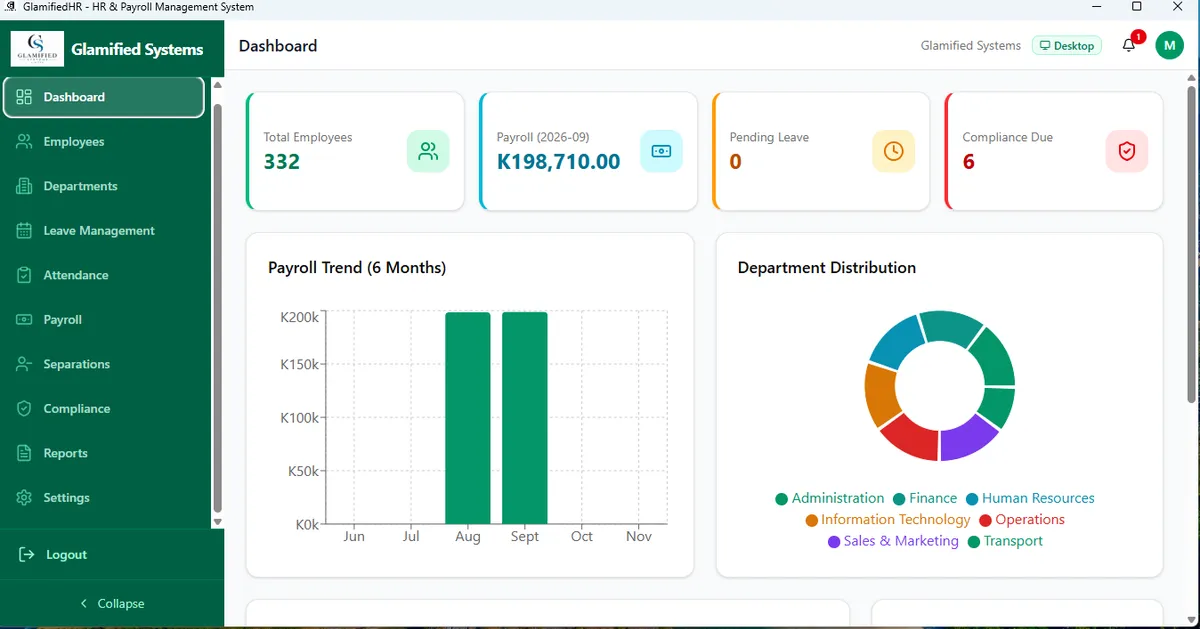 GlamifiedHR - HR & Payroll Management System
GLAMIFIED
Glamified Systems
Dashboard
Employees
Departments
Leave Management
Attendance
Payroll
Separations
Compliance
Reports
Settings
Logout
Collapse
Dashboard
Glamified Systems
Desktop
1
M
Total Employees
332
Payroll (2026-09)
K198,710.00
Pending Leave
0
Compliance Due
6
Payroll Trend (6 Months)
K200k
K150k
K100k
K50k
K0k
Jun Jul Aug Sept Oct Nov
Department Distribution
Administration Finance Human Resources
Information Technology Operations
Sales & Marketing Transport